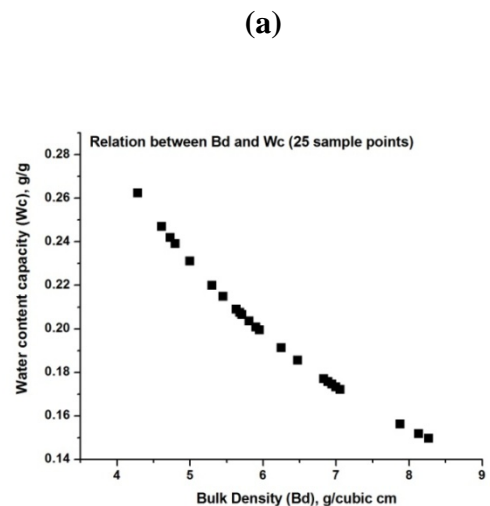 (a)
Relation between Bd and Wc (25 sample points)
Water content capacity (Wc), g/g
0.28
0.26
0.24
0.22
0.20
0.18
0.16
0.14
4 5 6 7 8 9
Bulk Density (Bd), g/cubic cm